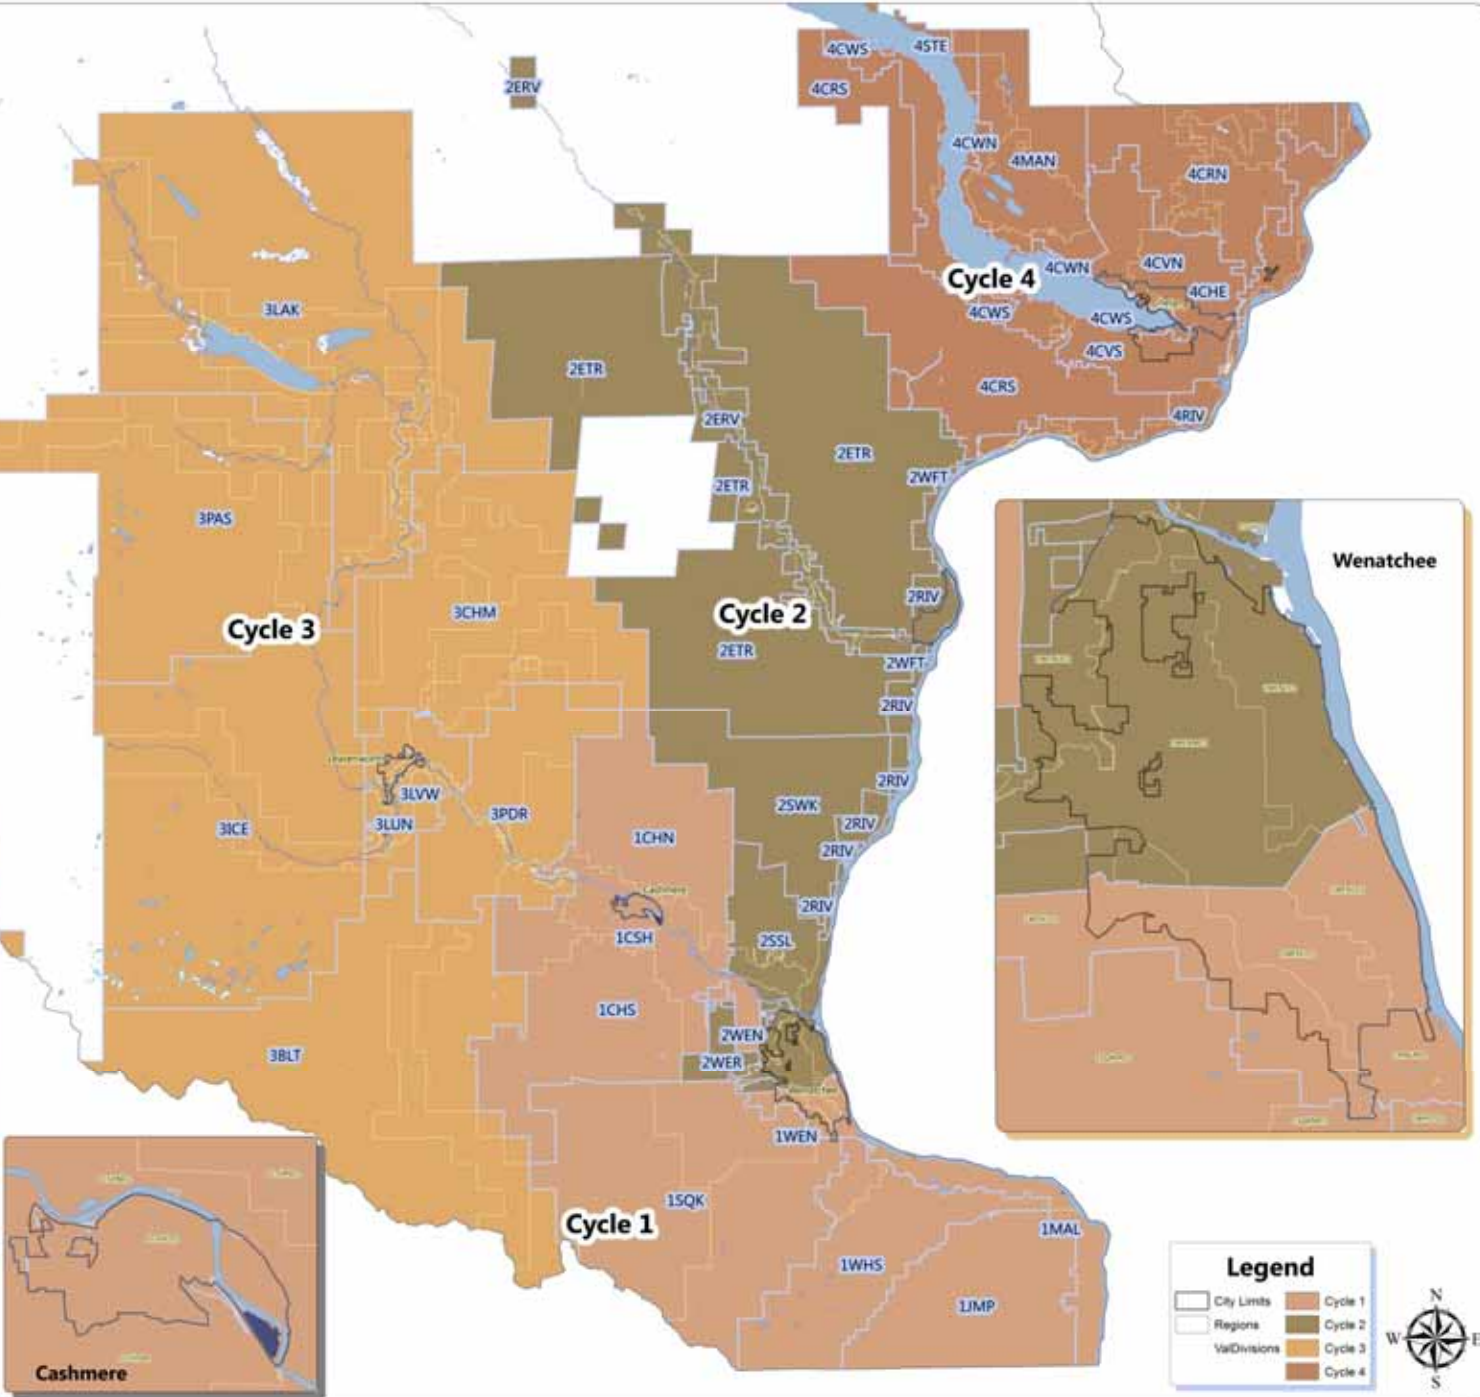 4CWS
4STE
2ERV
4CRS
4CWN
4MAN
4CRN
4CWN
4CVN
Cycle 4
4CHE
3LAK
4CWS
4CWS
4CVS
2ETR
4CRS
4RIV
2ERV
2ETR
2WFT
2ETR
3PAS
Wenatchee
2RIV
3CHM
Cycle 2
Cycle 3
2ETR
2WFT
2RIV
Leavenworth
2RIV
3LVW
2SWK
3PDR
3LUN
2RIV
3ICE
1CHN
2RIV
Cashmere
2RIV
1CSH
2SSL
1CHS
2WEN
3BLT
2WER
Wenatchee
1WEN
1SQK
Cycle 1
1MAL
1WHS
1JMP
Cashmere
Legend
City Limits
Regions
ValDivisions
Cycle 1
Cycle 2
Cycle 3
Cycle 4
N
W
E
S